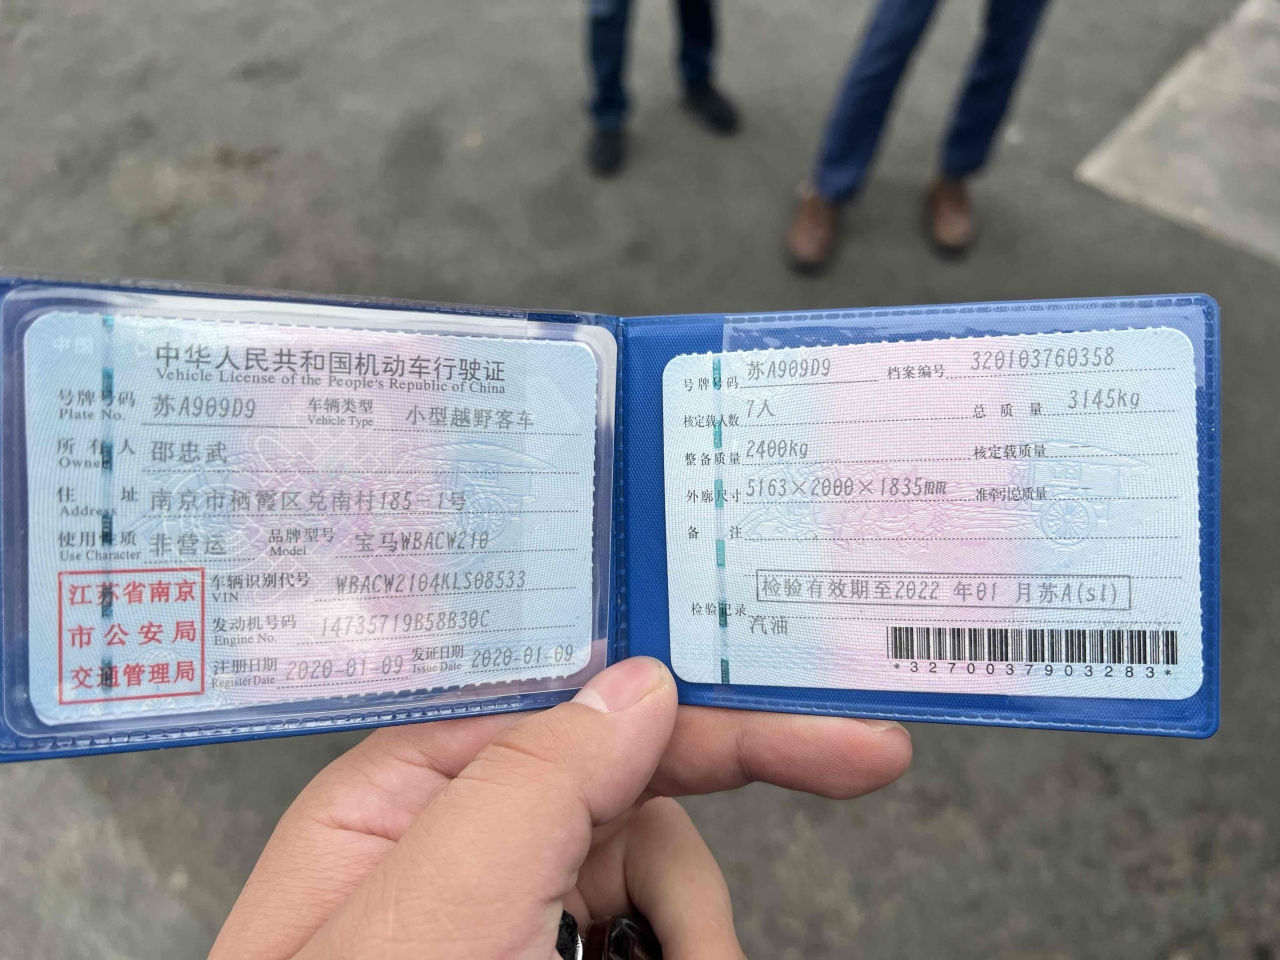 中华人民共和国机动车行驶证
Vehicle License of the People's Republic of China
号牌号码 苏A909D9 车辆类型 小型越野客车
Plate No. Vehicle Type
所有人 邵忠武
Owner
住址 南京市栖霞区兑南村185-1号
Address
使用性质 非营运 品牌型号 宝马WBACW210
Use Character Model
江苏省南京
市公安局
交通管理局
车辆识别代号 WBACW2104KLS08533
VIN
发动机号码 14735719B58B30C
Engine No.
注册日期 2020-01-09 发证日期 2020-01-09
Register Date Issue Date
号牌号码 苏A909D9 档案编号 320103760358
核定载人数 7人 总质量 3145kg
整备质量 2400kg 核定载质量 --
外廓尺寸 5163×2000×1835mm 准牵引总质量 --
备注
检验有效期至2022 年01 月苏A(sl)
检验记录
汽油
*3270037903283*